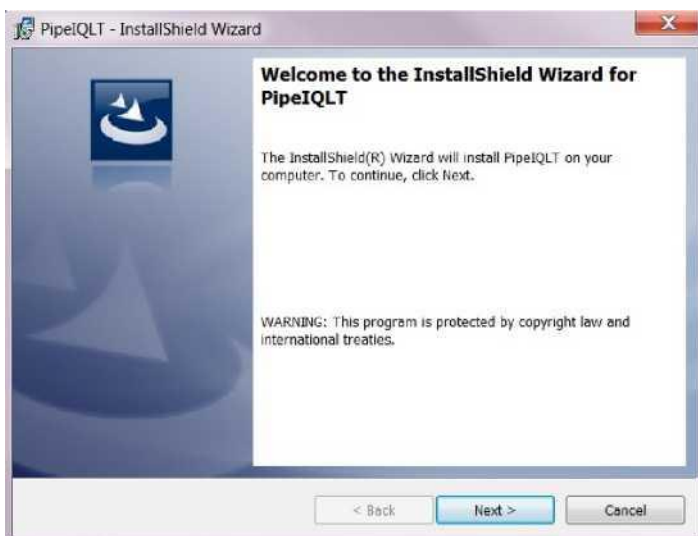 PipeIQLT - InstallShield Wizard
Welcome to the InstallShield Wizard for
PipeIQLT
The InstallShield(R) Wizard will install PipeIQLT on your
computer. To continue, click Next.
WARNING: This program is protected by copyright law and
international treaties.
< Back
Next >
Cancel